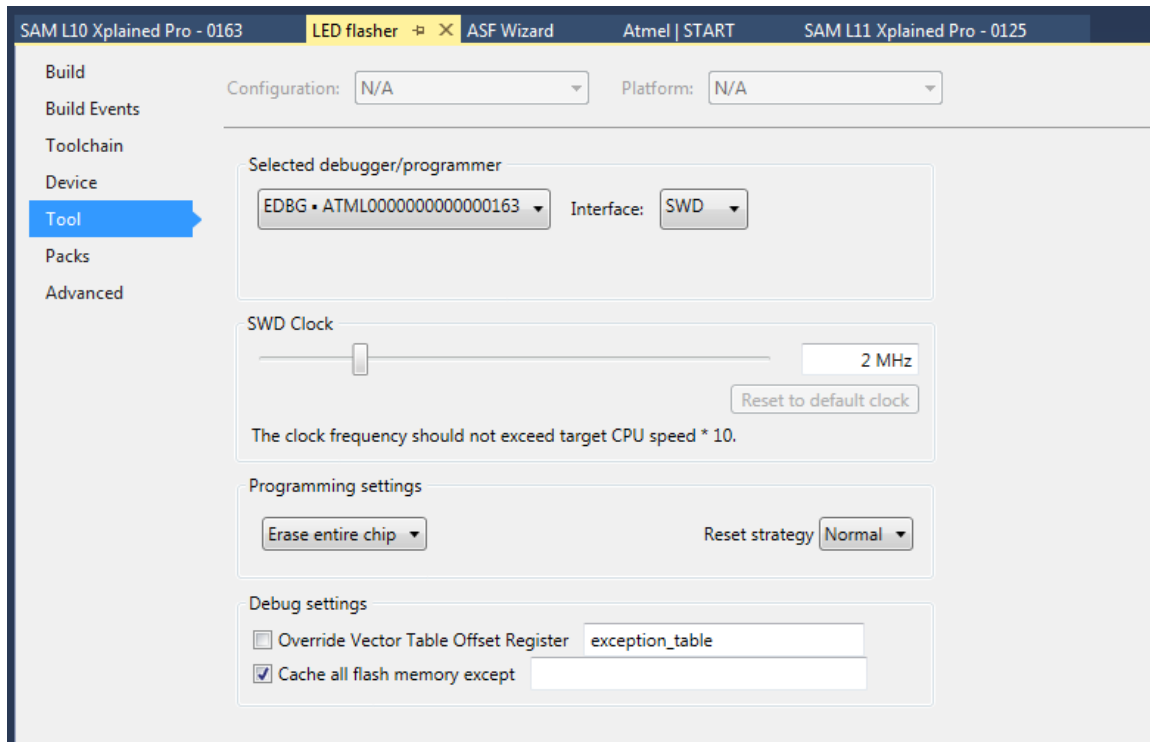 SAM L10 Xplained Pro - 0163 LED flasher ASF Wizard Atmel | START SAM L11 Xplained Pro - 0125
Build
Build Events
Toolchain
Device
Tool
Packs
Advanced
Configuration: N/A Platform: N/A
Selected debugger/programmer
EDBG • ATML0000000000000163 Interface: SWD
SWD Clock
2 MHz
Reset to default clock
The clock frequency should not exceed target CPU speed * 10.
Programming settings
Erase entire chip Reset strategy Normal
Debug settings
Override Vector Table Offset Register exception_table
Cache all flash memory except